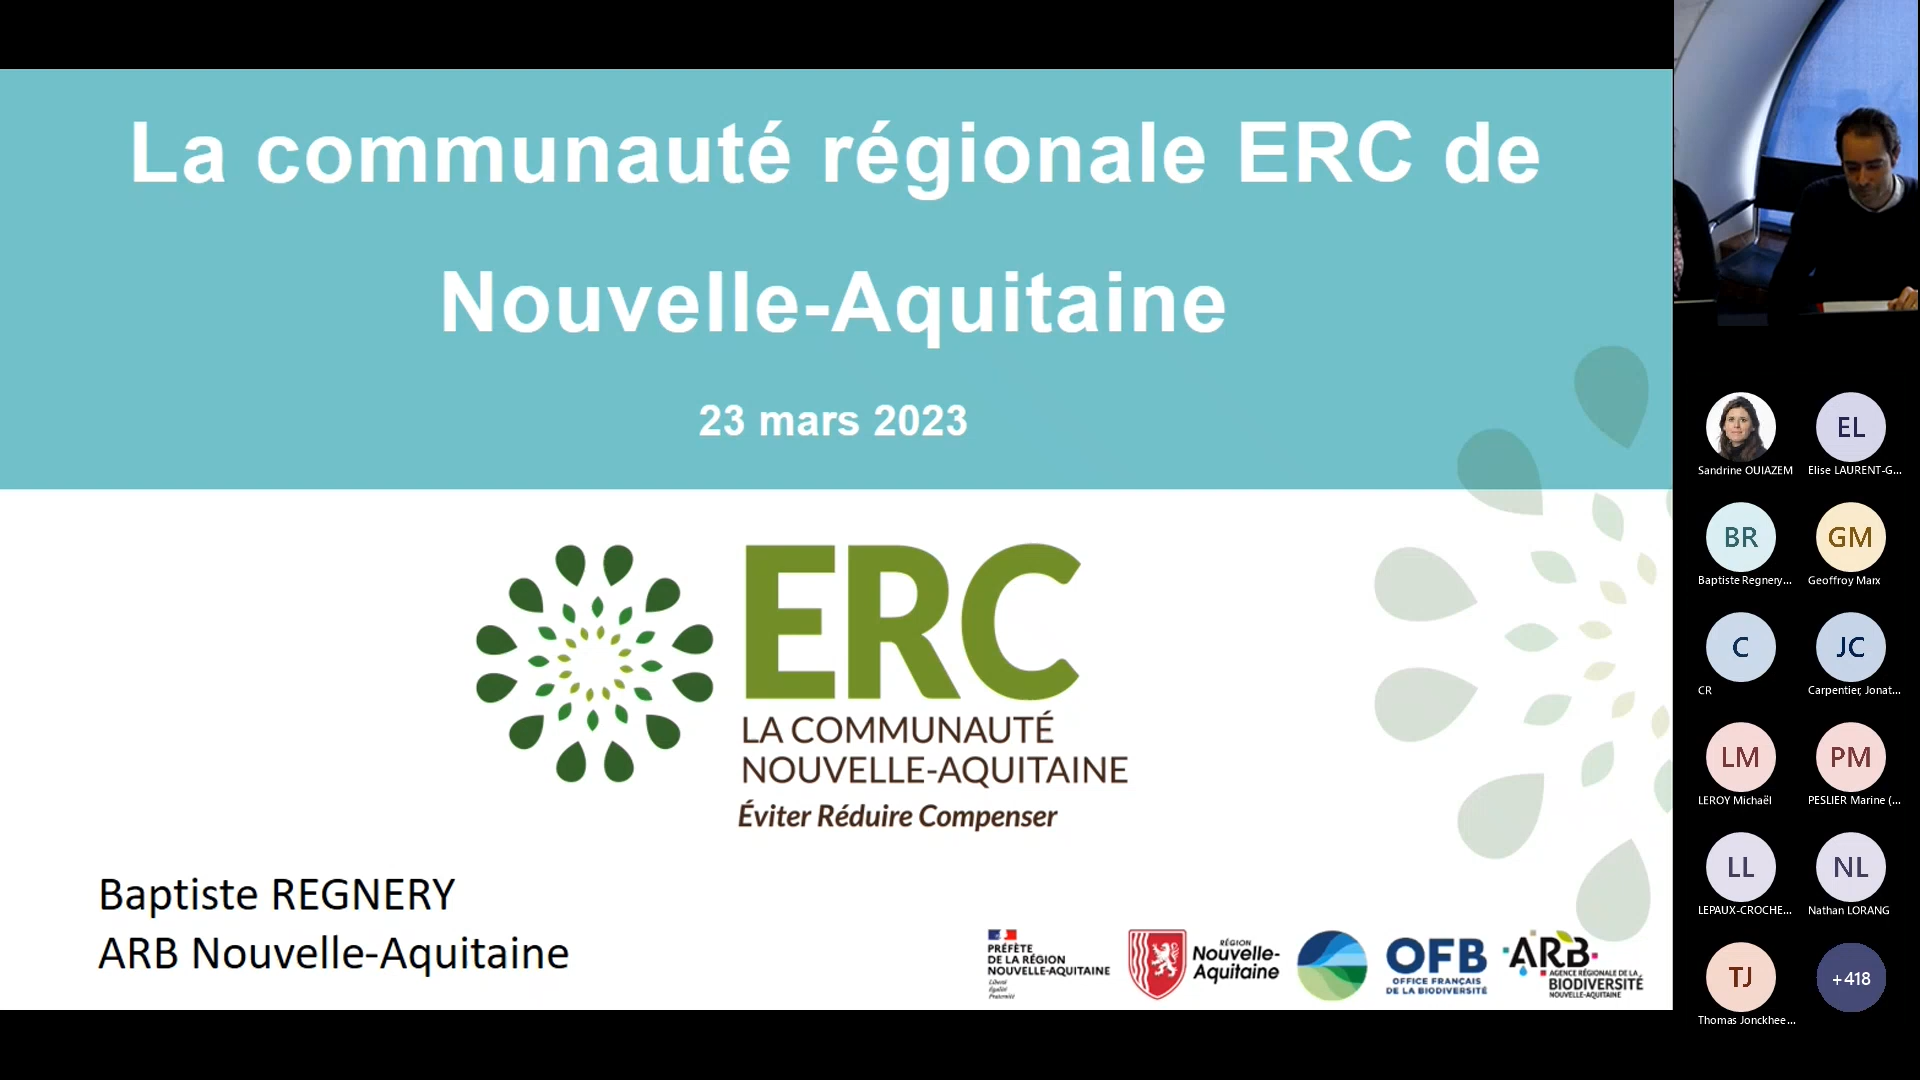 La communauté régionale ERC de
Nouvelle-Aquitaine
23 mars 2023
ERC
LA COMMUNAUTÉ
NOUVELLE-AQUITAINE
Éviter Réduire Compenser
Baptiste REGNERY
ARB Nouvelle-Aquitaine
PRÉFÈTE
DE LA RÉGION
NOUVELLE-AQUITAINE
Liberté
Égalité
Fraternité
RÉGION
Nouvelle-
Aquitaine
OFB
OFFICE FRANÇAIS
DE LA BIODIVERSITÉ
ARB
AGENCE RÉGIONALE DE LA
BIODIVERSITÉ
NOUVELLE-AQUITAINE
Sandrine OUIAZEM
EL
Elise LAURENT-G...
BR
Baptiste Regnery...
GM
Geoffroy Marx
C
CR
JC
Carpentier, Jonat...
LM
LEROY Michaël
PM
PESLIER Marine (...
LL
LEPAUX-CROCHE...
NL
Nathan LORANG
TJ
Thomas Jonckhee...
+418